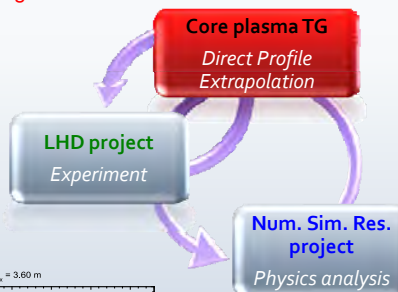 Core plasma TG
Direct Profile
Extrapolation
LHD project
Experiment
Num. Sim. Res.
project
Physics analysis
= 3.60 m